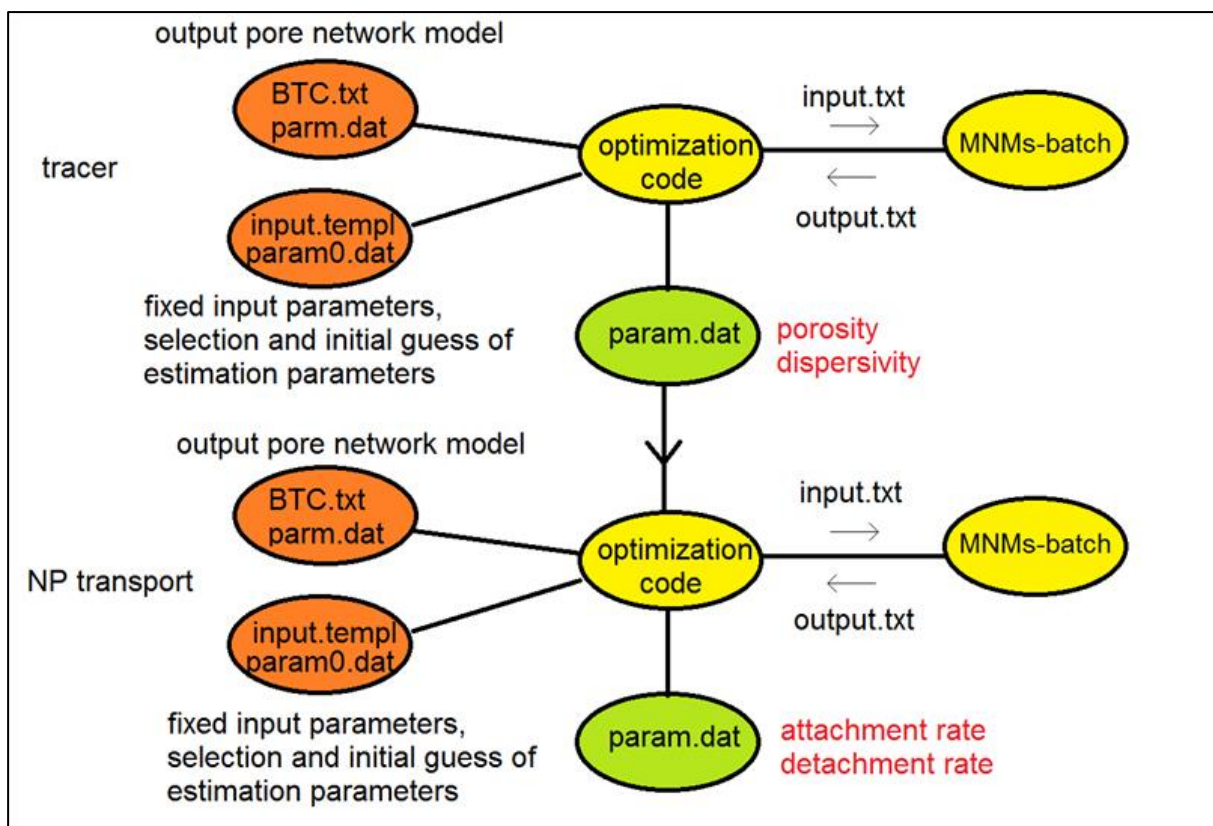 output pore network model
BTC.txt
parm.dat
tracer
input.templ
param0.dat
fixed input parameters,
selection and initial guess of
estimation parameters
optimization
code
input.txt
output.txt
MNMs-batch
param.dat
porosity
dispersivity
output pore network model
BTC.txt
parm.dat
NP transport
input.templ
param0.dat
fixed input parameters,
selection and initial guess of
estimation parameters
optimization
code
input.txt
output.txt
MNMs-batch
param.dat
attachment rate
detachment rate